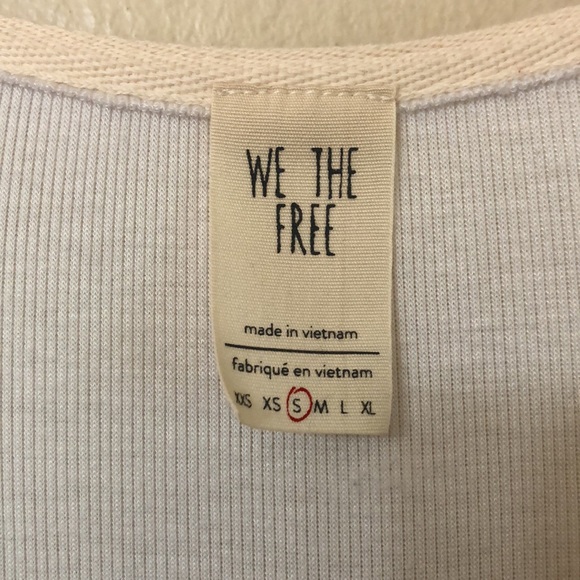 WE THE
FREE
made in vietnam
fabriqué en vietnam
XXS XS S M L XL